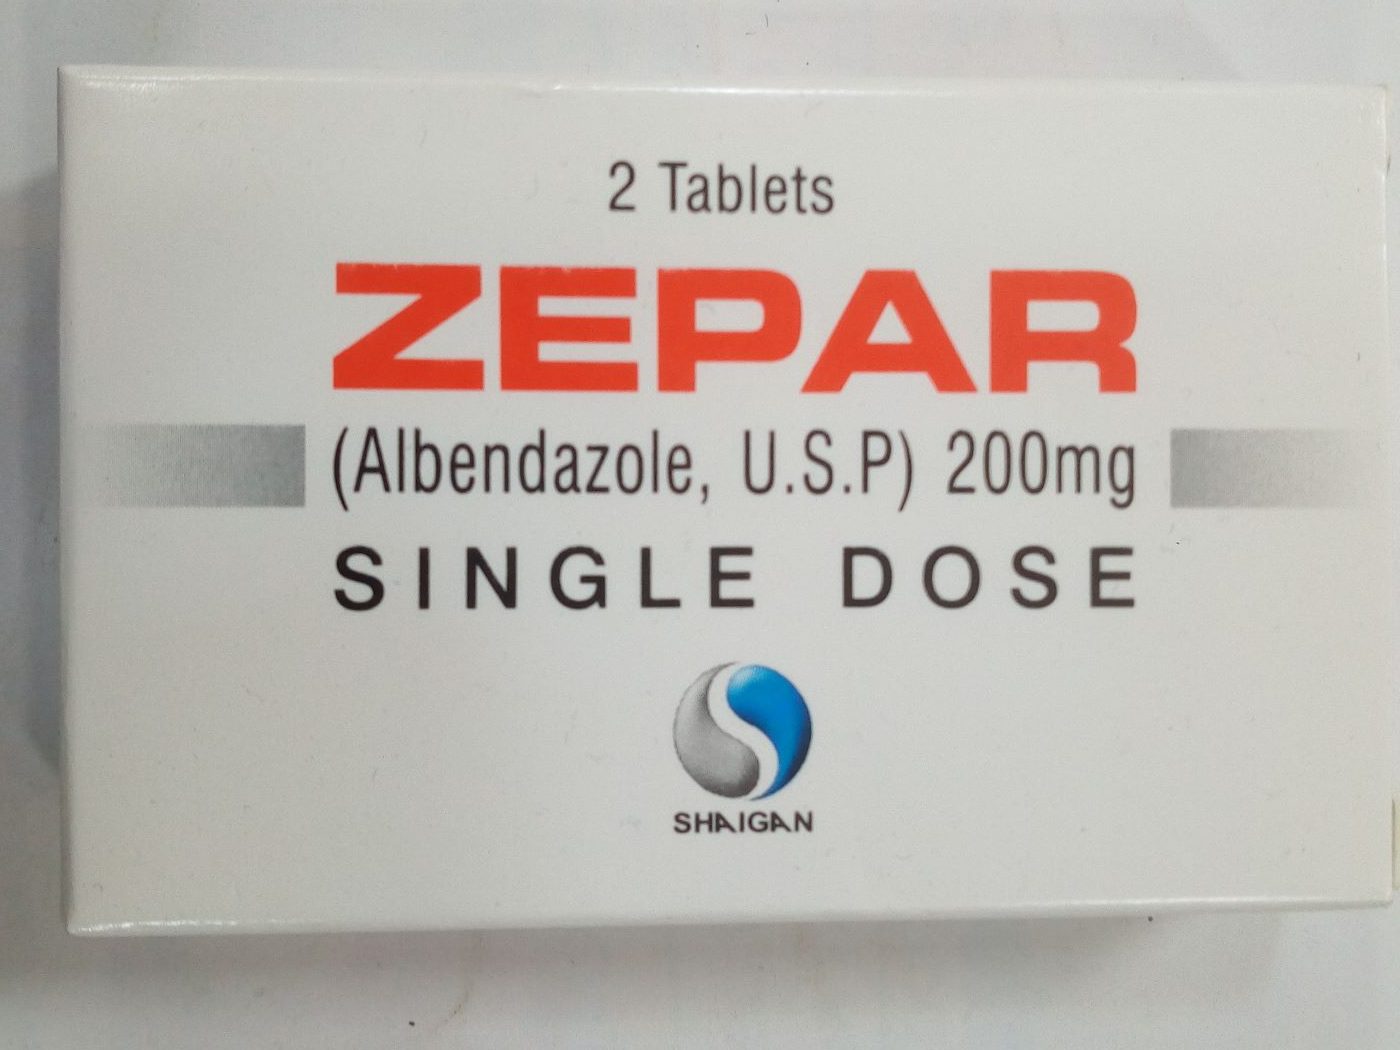 2 Tablets
ZEPAR
(Albendazole, U.S.P) 200mg
SINGLE DOSE
SHAIGAN